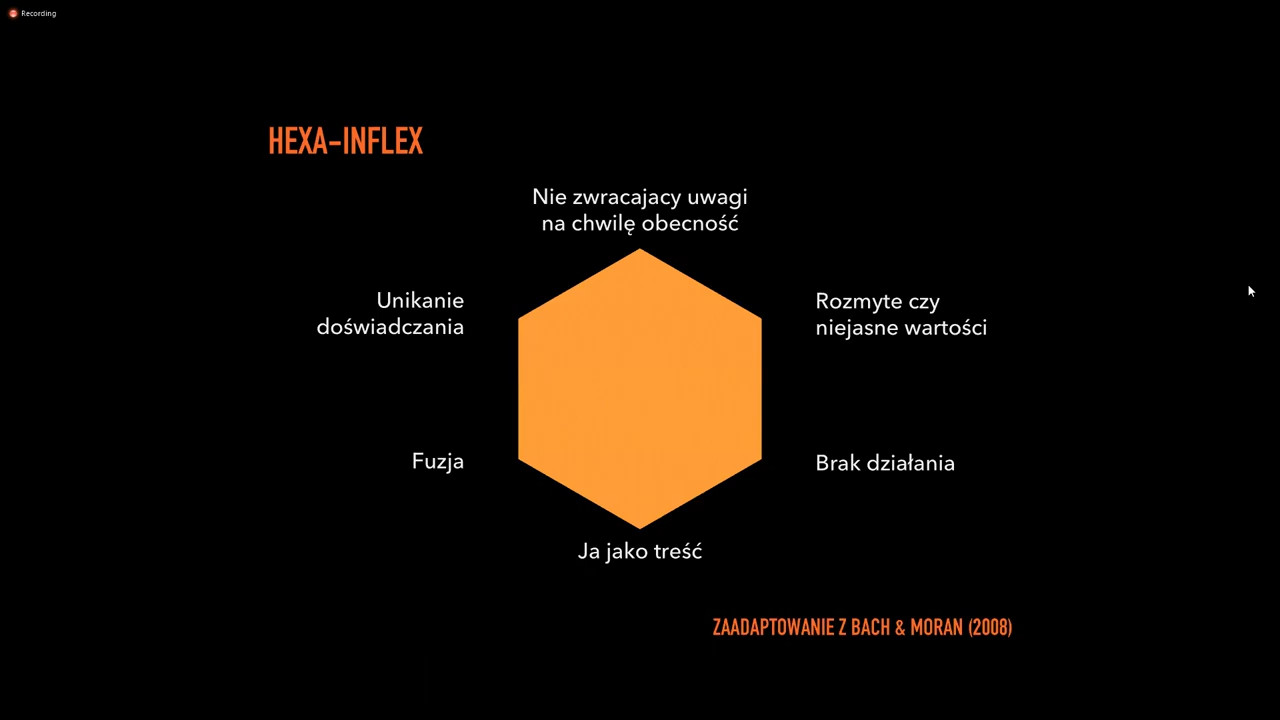 Recording
HEXA-INFLEX
Nie zwracajacy uwagi
na chwilę obecność
Unikanie
doświadczania
Rozmyte czy
niejasne wartości
Fuzja
Brak działania
Ja jako treść
ZAADAPTOWANIE Z BACH & MORAN (2008)